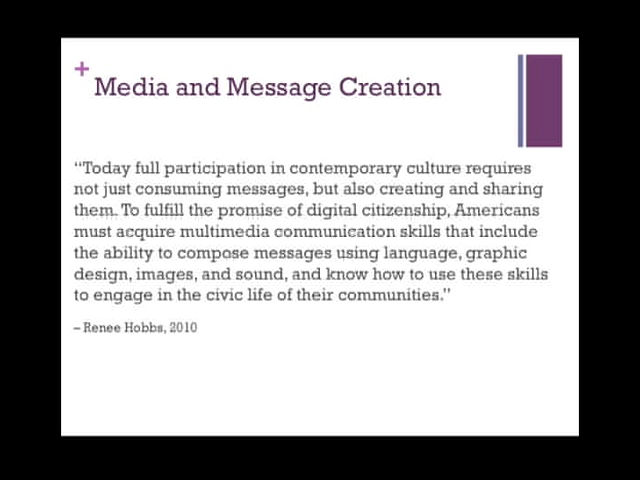 +
Media and Message Creation
“Today full participation in contemporary culture requires
not just consuming messages, but also creating and sharing
them. To fulfill the promise of digital citizenship, Americans
must acquire multimedia communication skills that include
the ability to compose messages using language, graphic
design, images, and sound, and know how to use these skills
to engage in the civic life of their communities.”
– Renee Hobbs, 2010